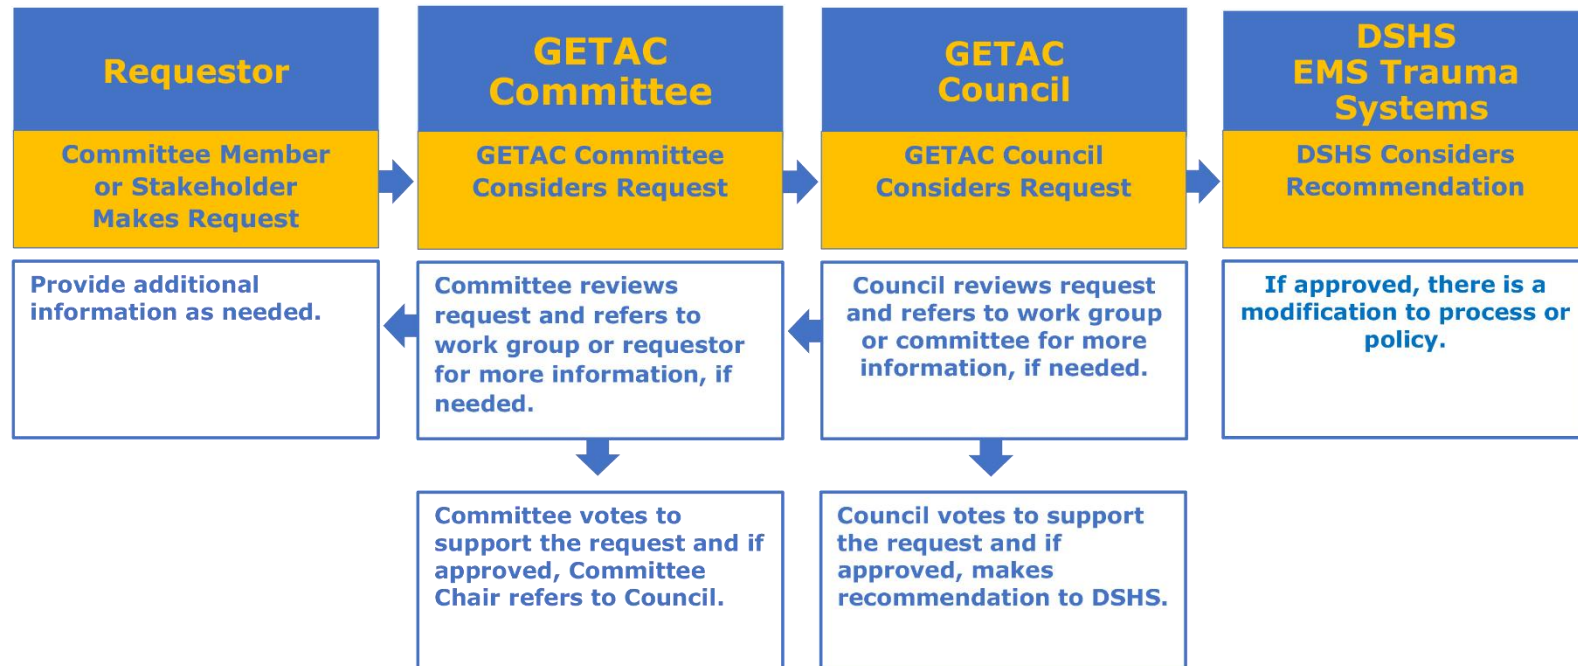 Requestor
Committee Member
or Stakeholder
Makes Request
Provide additional
information as needed.
GETAC
Committee
GETAC Committee
Considers Request
Committee reviews
request and refers to
work group or requestor
for more information, if
needed.
Committee votes to
support the request and if
approved, Committee
Chair refers to Council.
GETAC
Council
GETAC Council
Considers Request
Council reviews request
and refers to work group
or committee for more
information, if needed.
Council votes to support
the request and if
approved, makes
recommendation to DSHS.
DSHS
EMS Trauma
Systems
DSHS Considers
Recommendation
If approved, there is a
modification to process or
policy.